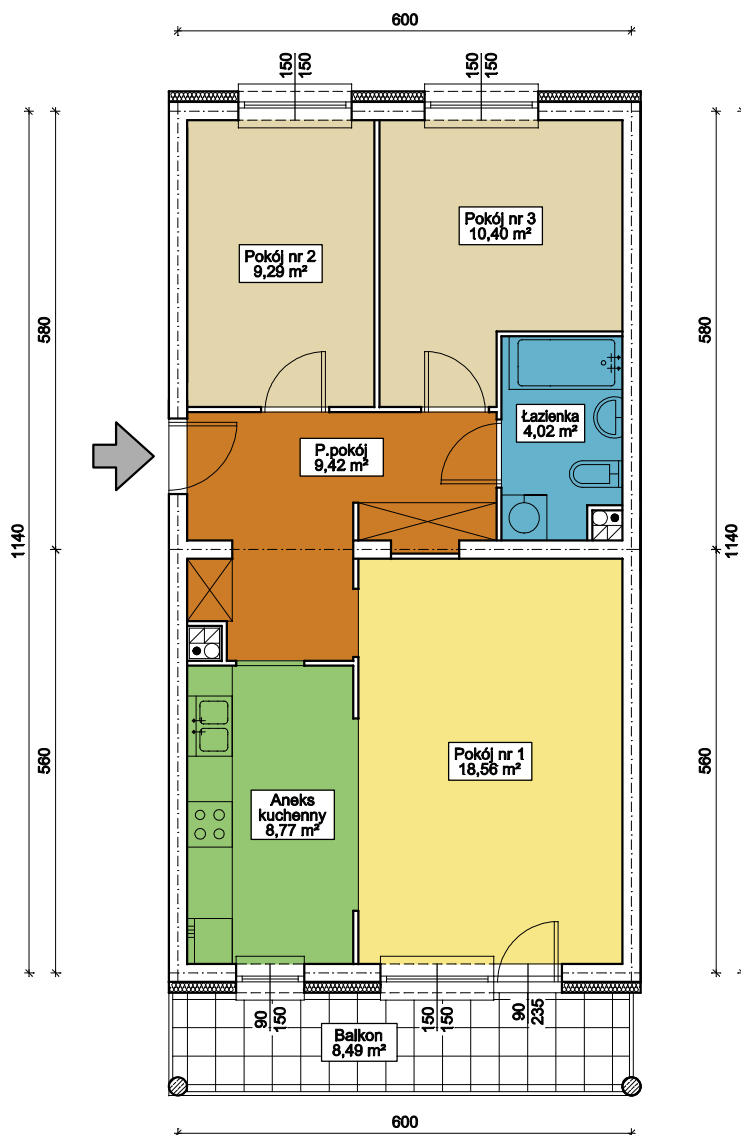 600
150
150
150
150
Pokój nr 3
10,40 m²
Pokój nr 2
9,29 m²
580
580
Łazienka
4,02 m²
P.pokój
9,42 m²
1140
1140
560
560
Pokój nr 1
18,56 m²
Aneks
kuchenny
8,77 m²
90
150
150
150
90
235
Balkon
8,49 m²
600